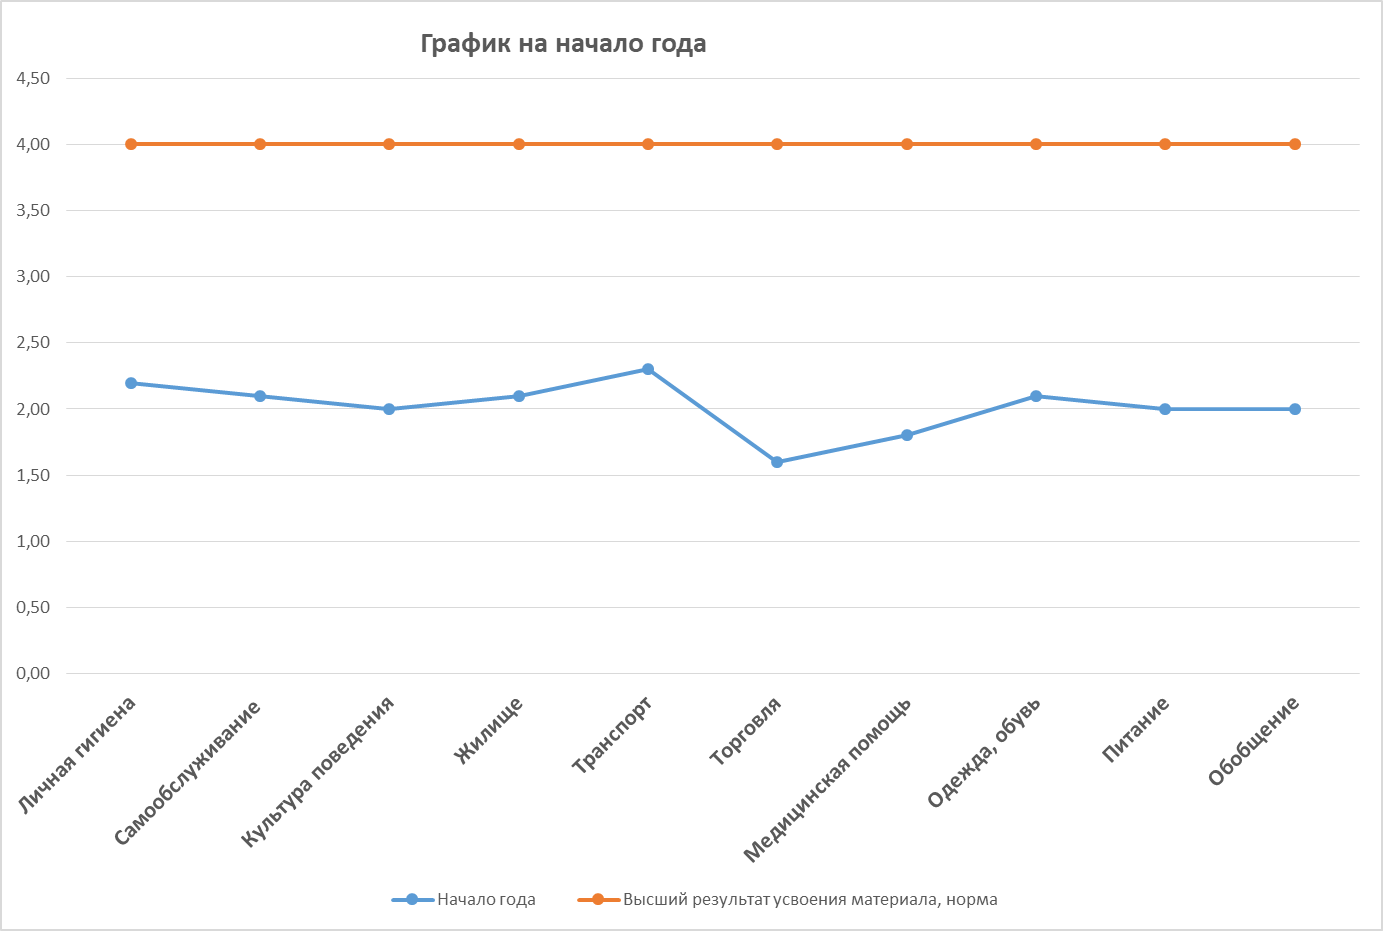 График на начало года
4,50
4,00
3,50
3,00
2,50
2,00
1,50
1,00
0,50
0,00
Личная гигиена
Самообслуживание
Культура поведения
Жилище
Транспорт
Торговля
Медицинская помощь
Одежда, обувь
Питание
Обобщение
Начало года
Высший результат усвоения материала, норма